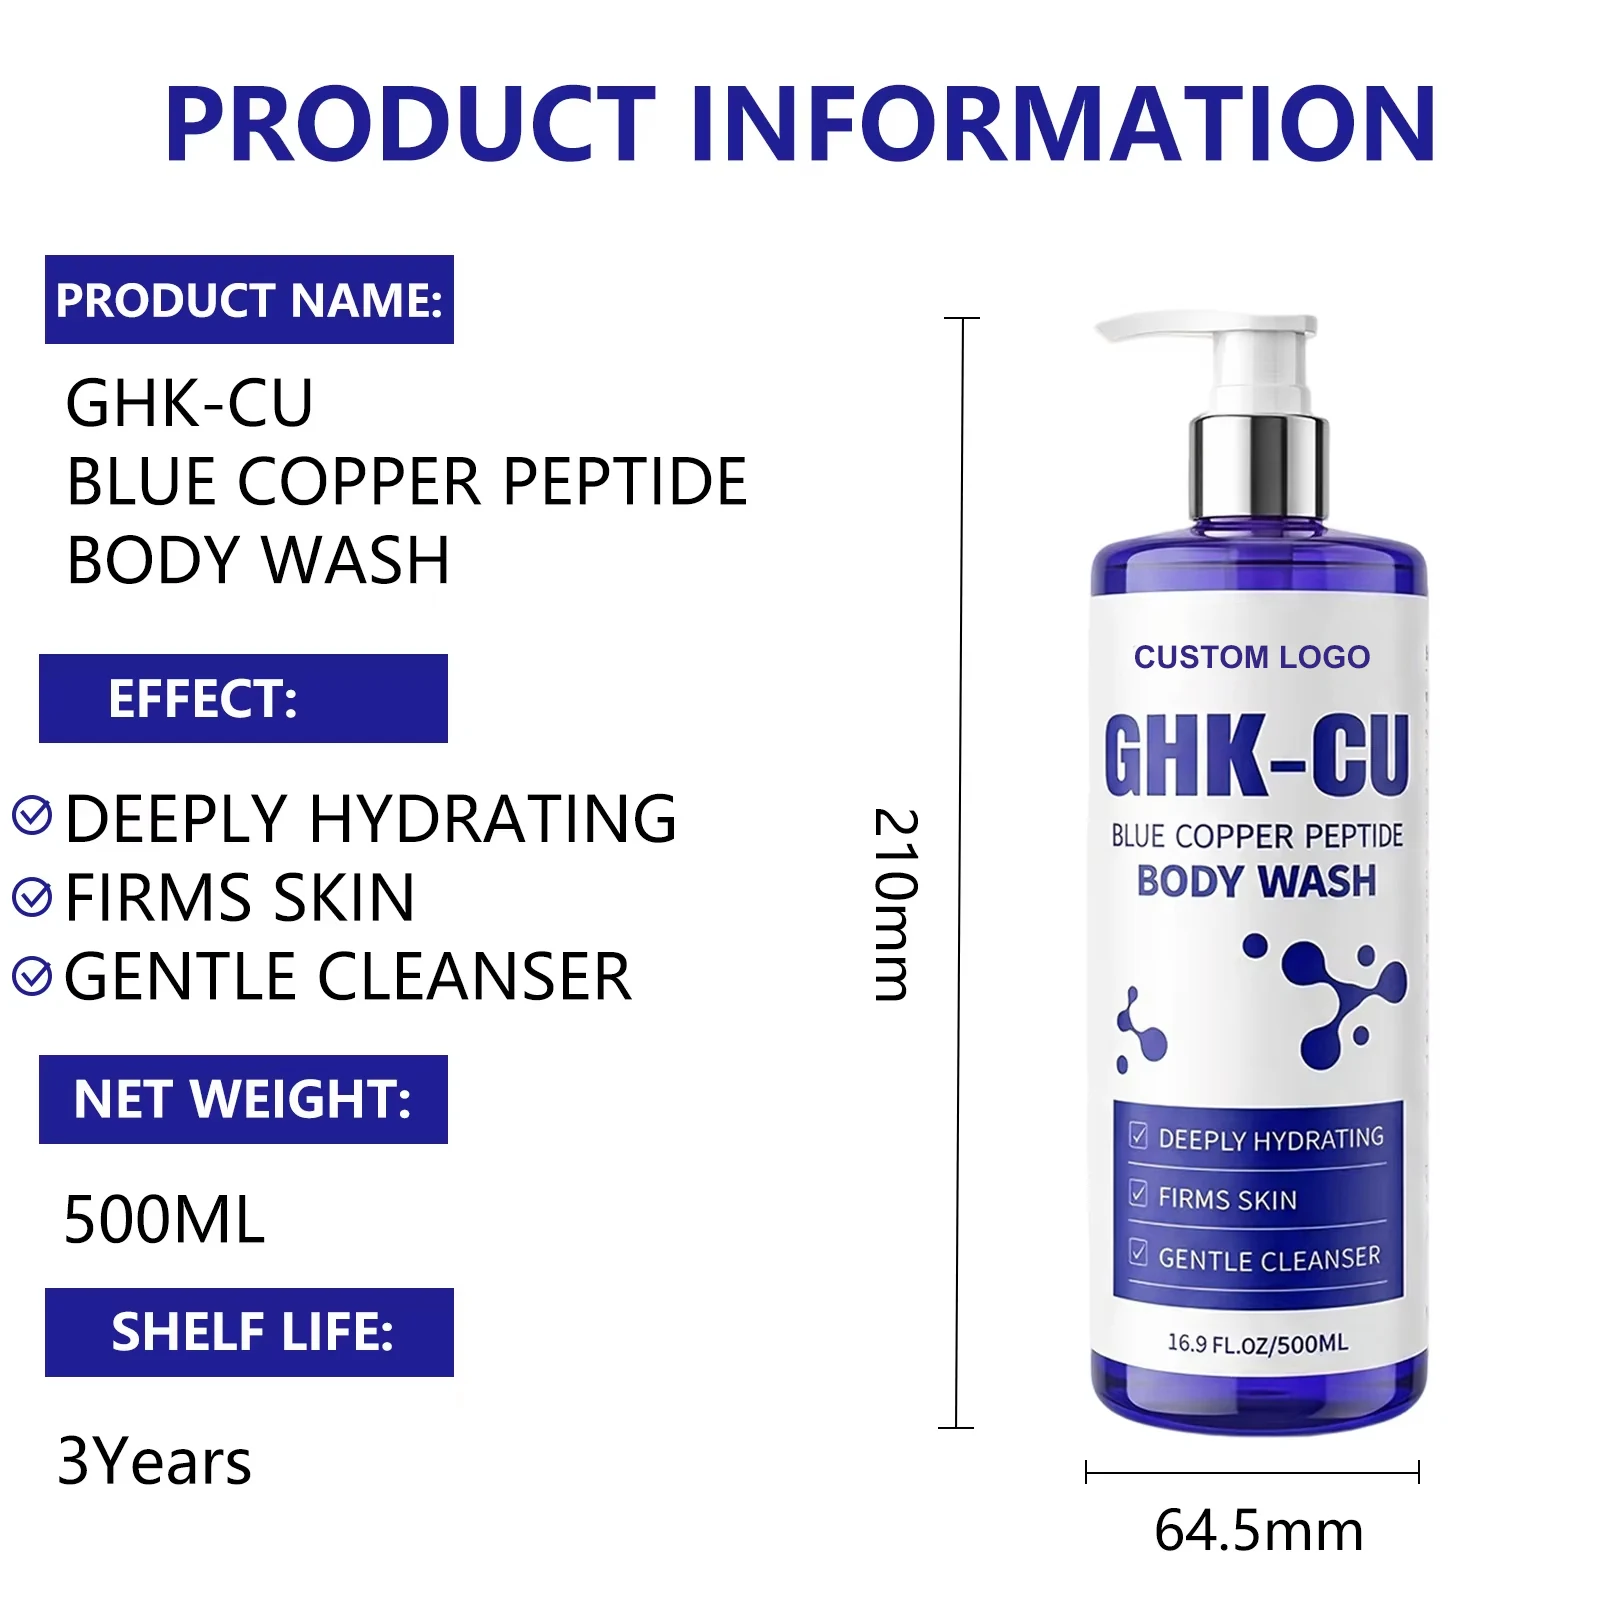 PRODUCT INFORMATION
PRODUCT NAME:
GHK-CU
BLUE COPPER PEPTIDE
BODY WASH
EFFECT:
DEEPLY HYDRATING
FIRMS SKIN
GENTLE CLEANSER
NET WEIGHT:
500ML
SHELF LIFE:
3Years
210mm
CUSTOM LOGO
GHK-CU
BLUE COPPER PEPTIDE
BODY WASH
DEEPLY HYDRATING
FIRMS SKIN
GENTLE CLEANSER
16.9 FL.OZ/500ML
64.5mm